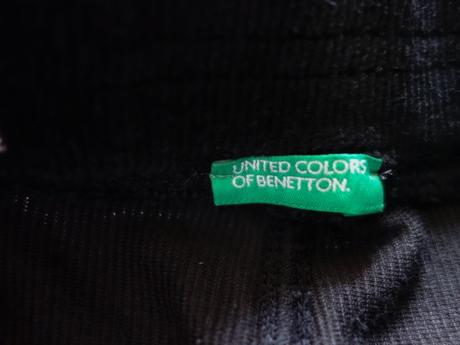 UNITED COLORS
OF BENETTON.